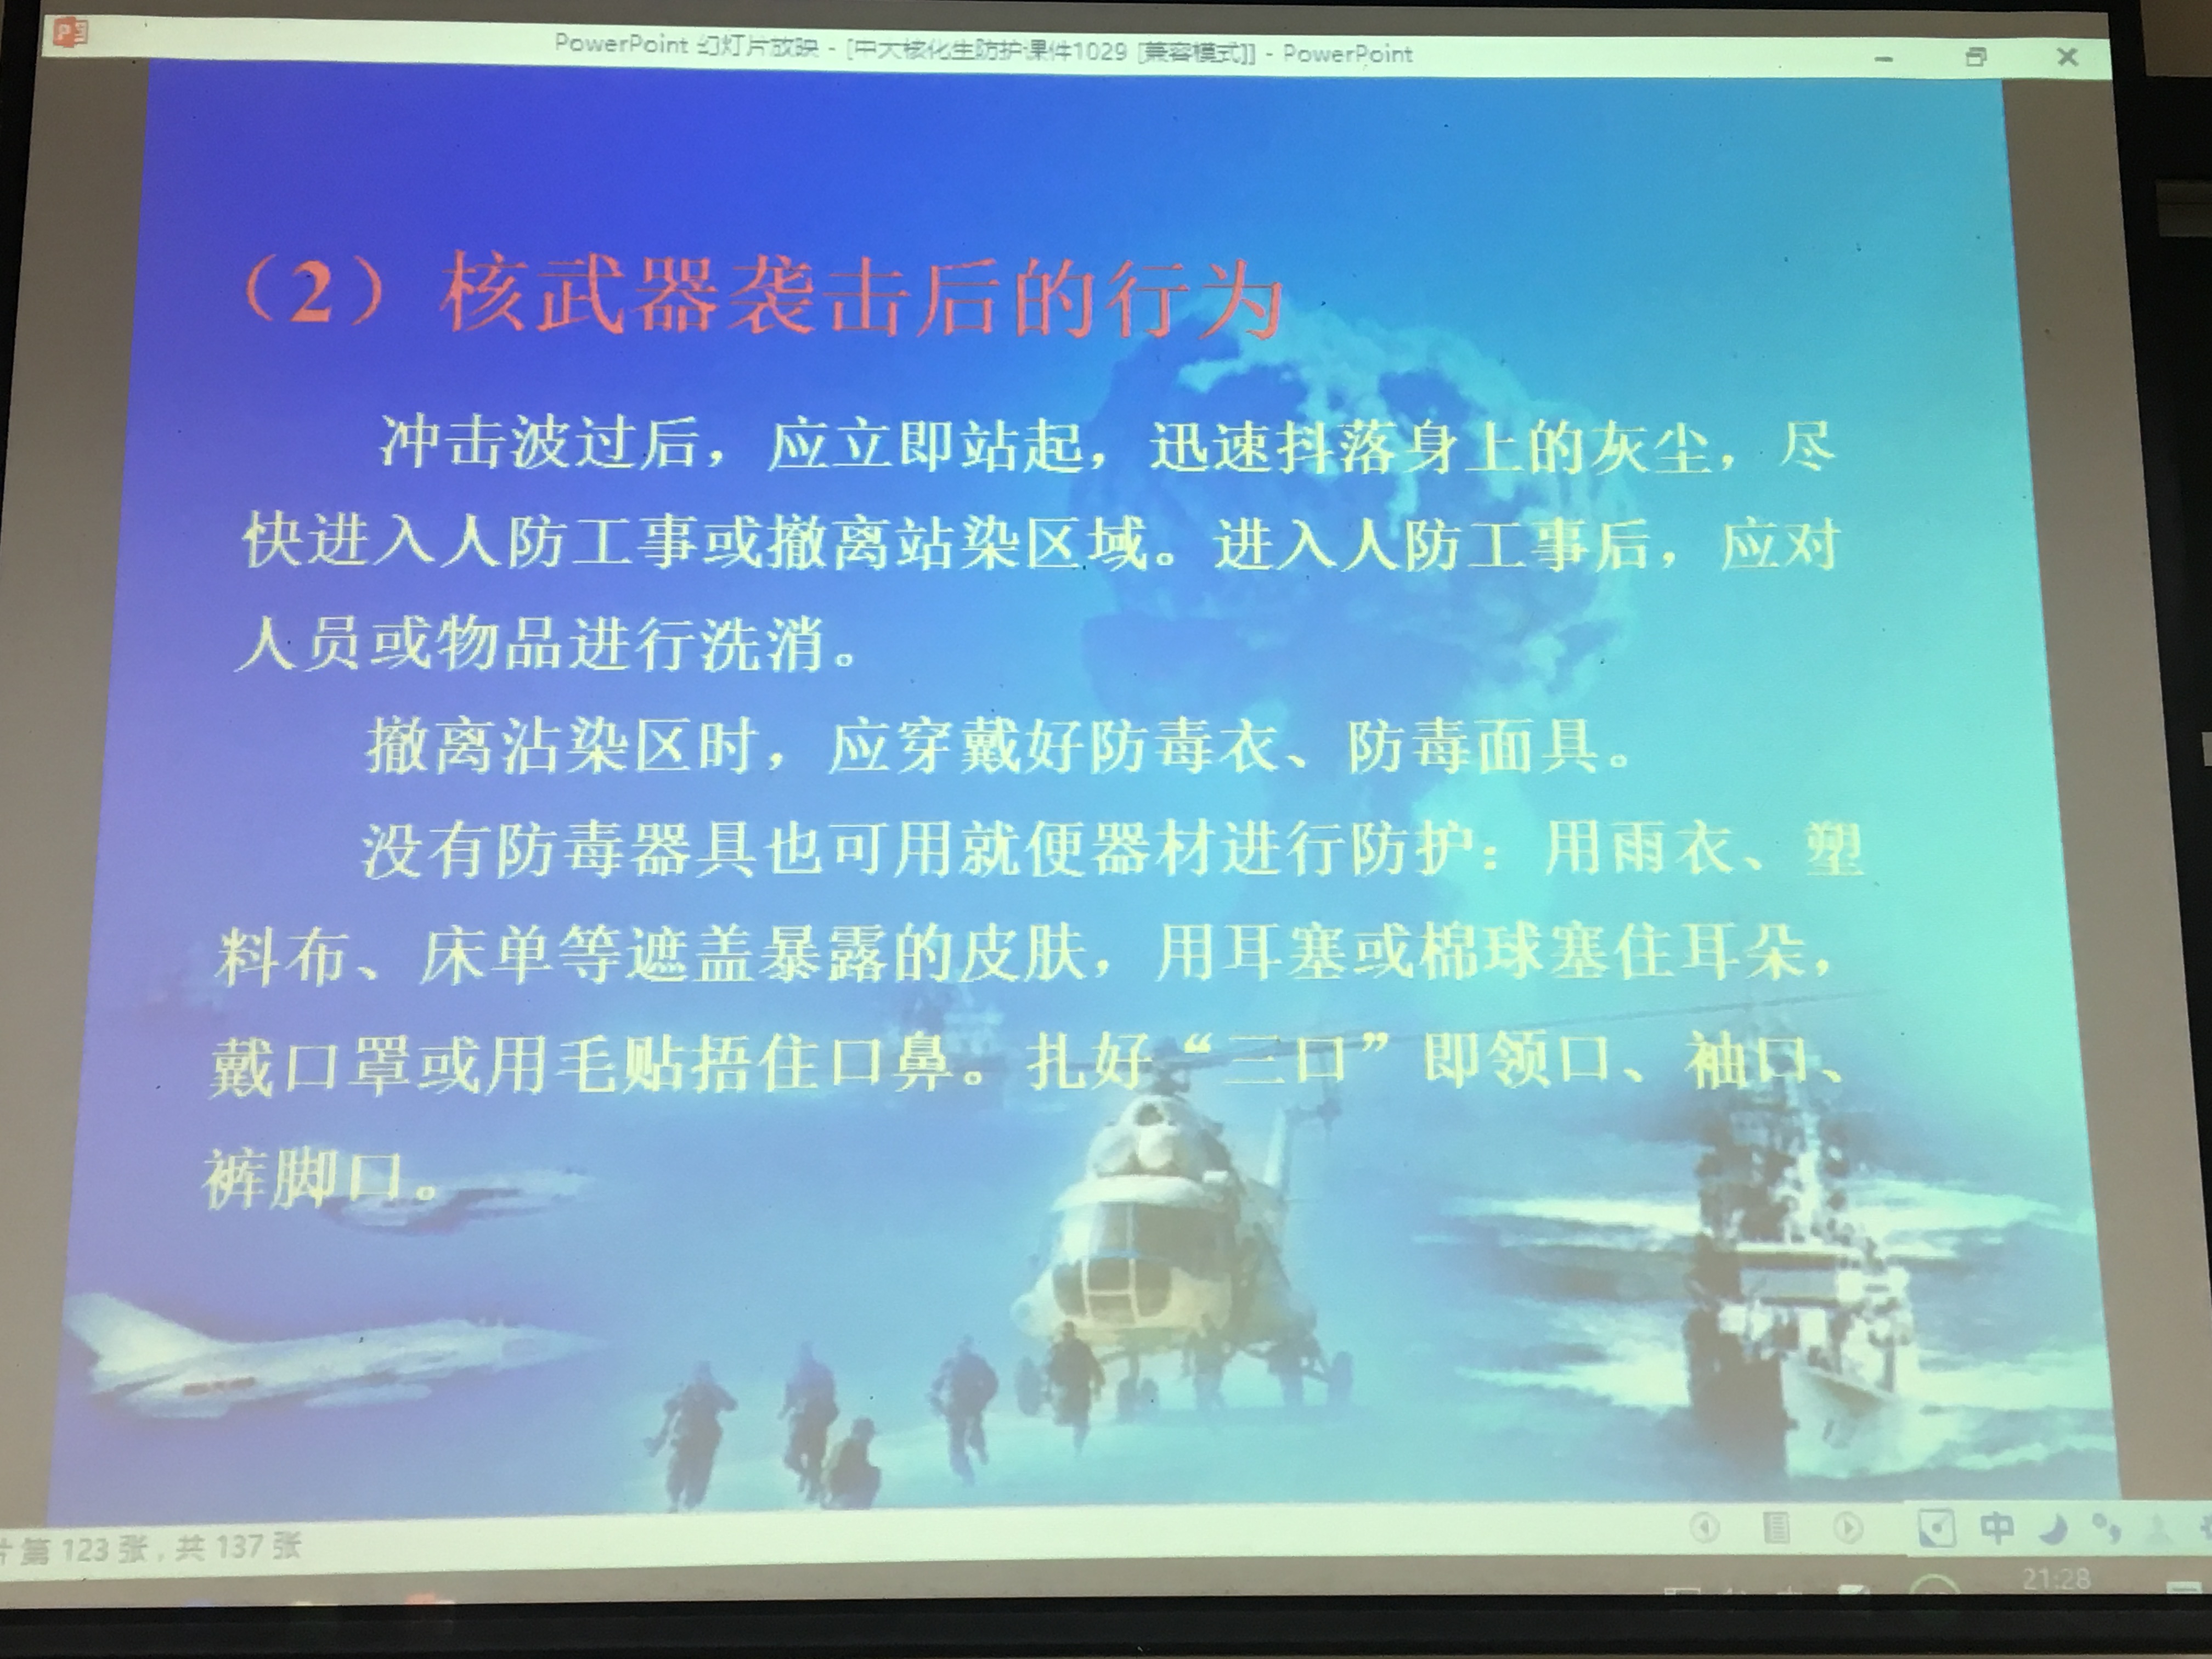 PowerPoint 幻灯片放映 - [中大核化生防护课件1029 [兼容模式]] - PowerPoint
（2）核武器袭击后的行为
冲击波过后，应立即站起，迅速抖落身上的灰尘，尽
快进入人防工事或撤离站染区域。进入人防工事后，应对
人员或物品进行洗消。
撤离沾染区时，应穿戴好防毒衣、防毒面具。
没有防毒器具也可用就便器材进行防护：用雨衣、塑
料布、床单等遮盖暴露的皮肤，用耳塞或棉球塞住耳朵，
戴口罩或用毛贴捂住口鼻。扎好“三口”即领口、袖口、
裤脚口。
片 第 123 张，共 137 张
中
21:28